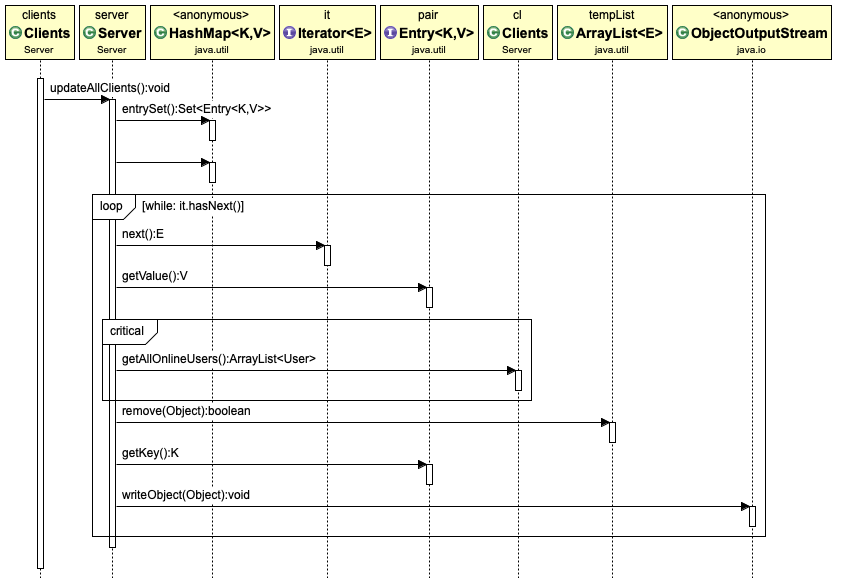 clients
C Clients
Server
server
C Server
Server
<anonymous>
C HashMap<K,V>
java.util
it
I Iterator<E>
java.util
pair
I Entry<K,V>
java.util
cl
C Clients
Server
tempList
C ArrayList<E>
java.util
<anonymous>
C ObjectOutputStream
java.io
updateAllClients():void
entrySet():Set<Entry<K,V>>
loop [while: it.hasNext()]
next():E
getValue():V
critical
getAllOnlineUsers():ArrayList<User>
remove(Object):boolean
getKey():K
writeObject(Object):void